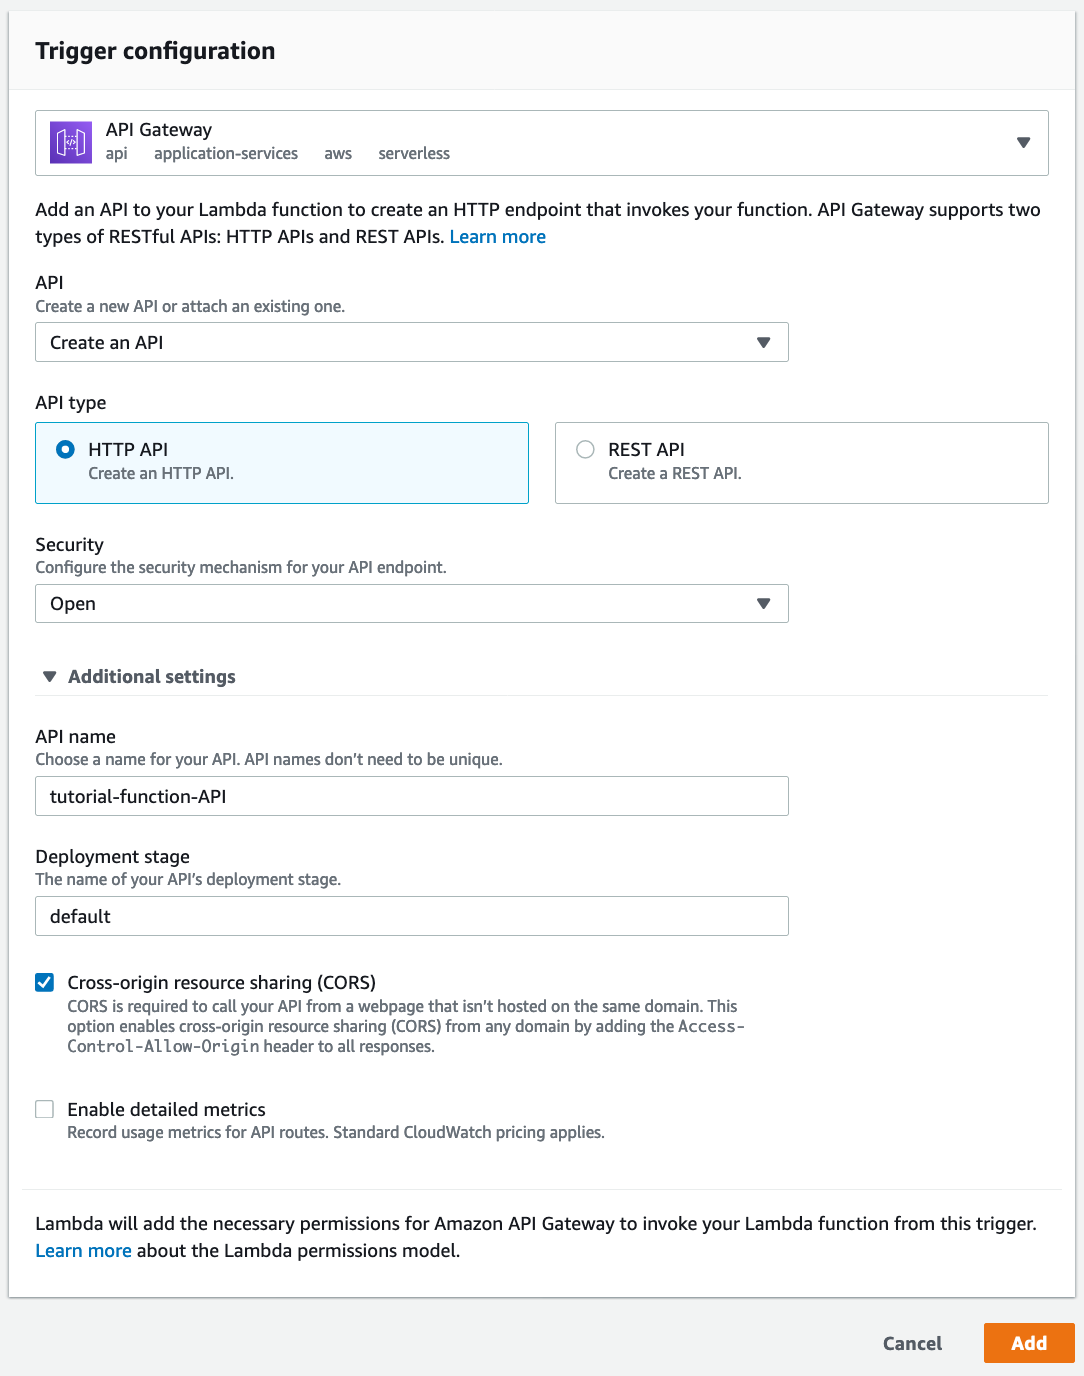 Trigger configuration
API Gateway
api application-services aws serverless
Add an API to your Lambda function to create an HTTP endpoint that invokes your function. API Gateway supports two
types of RESTful APIs: HTTP APIs and REST APIs. Learn more
API
Create a new API or attach an existing one.
Create an API
API type
HTTP API
Create an HTTP API.
REST API
Create a REST API.
Security
Configure the security mechanism for your API endpoint.
Open
Additional settings
API name
Choose a name for your API. API names don't need to be unique.
tutorial-function-API
Deployment stage
The name of your API's deployment stage.
default
Cross-origin resource sharing (CORS)
CORS is required to call your API from a webpage that isn't hosted on the same domain. This
option enables cross-origin resource sharing (CORS) from any domain by adding the Access-
Control-Allow-Origin header to all responses.
Enable detailed metrics
Record usage metrics for API routes. Standard CloudWatch pricing applies.
Lambda will add the necessary permissions for Amazon API Gateway to invoke your Lambda function from this trigger.
Learn more about the Lambda permissions model.
Cancel
Add